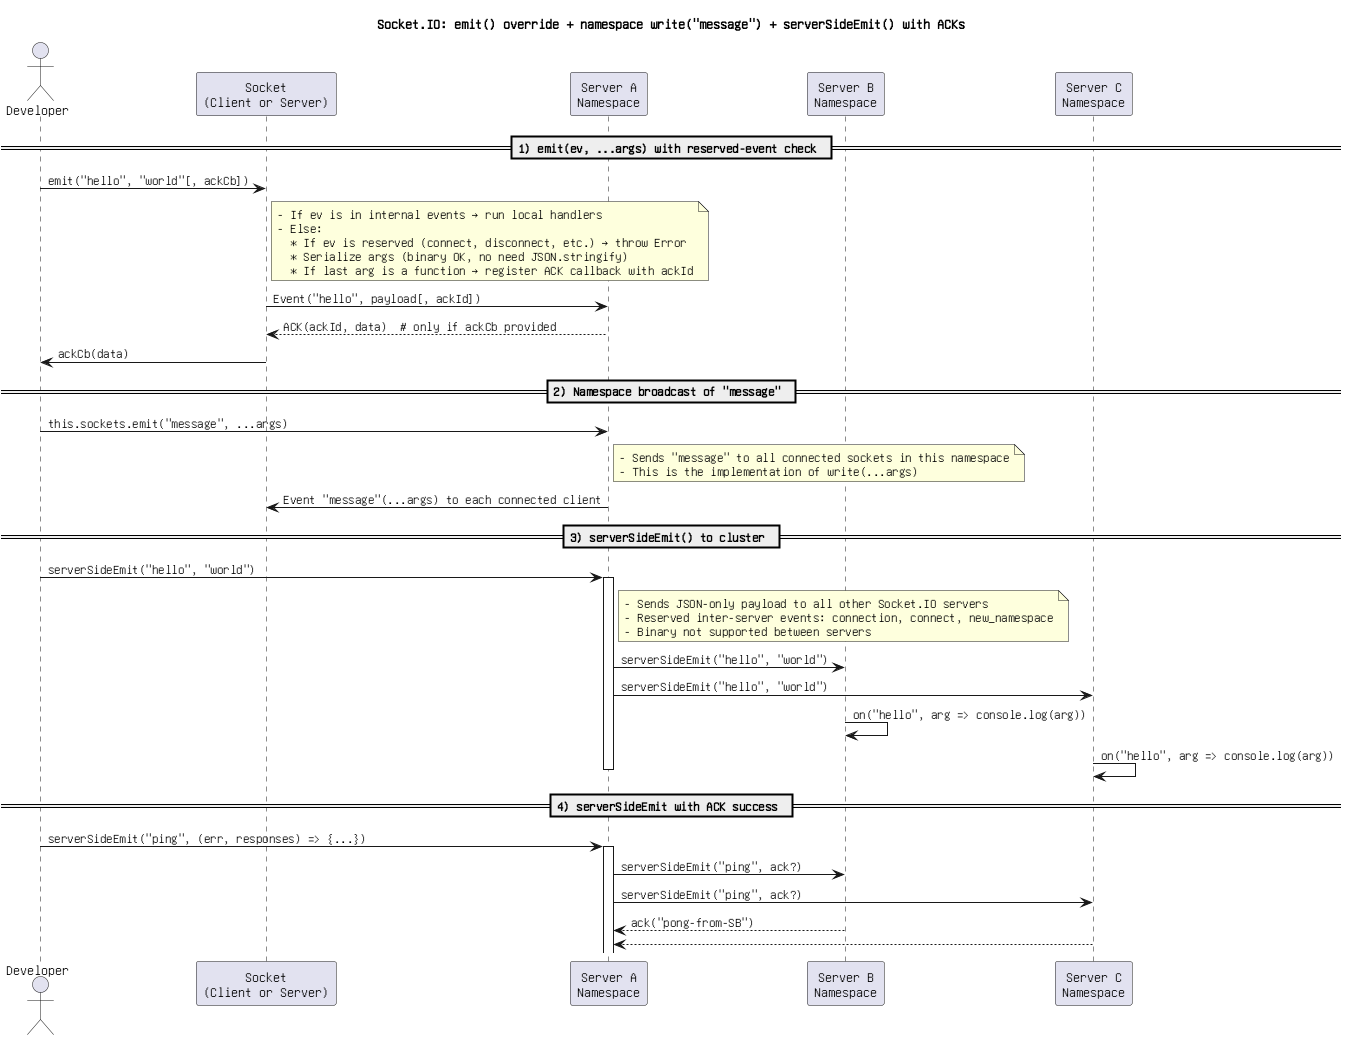 Socket.IO: emit() override + namespace write("message") + serverSideEmit() with ACKs
Developer
Socket
(Client or Server)
Server A
Namespace
Server B
Namespace
Server C
Namespace
1) emit(ev, ...args) with reserved-event check
emit("hello", "world"[, ackCb])
- If ev is in internal events → run local handlers
- Else:
* If ev is reserved (connect, disconnect, etc.) → throw Error
* Serialize args (binary OK, no need JSON.stringify)
* If last arg is a function → register ACK callback with ackId
Event("hello", payload[, ackId])
ACK(ackId, data)  # only if ackCb provided
ackCb(data)
2) Namespace broadcast of "message"
this.sockets.emit("message", ...args)
- Sends "message" to all connected sockets in this namespace
- This is the implementation of write(...args)
Event "message"(...args) to each connected client
3) serverSideEmit() to cluster
serverSideEmit("hello", "world")
- Sends JSON-only payload to all other Socket.IO servers
- Reserved inter-server events: connection, connect, new_namespace
- Binary not supported between servers
serverSideEmit("hello", "world")
serverSideEmit("hello", "world")
on("hello", arg => console.log(arg))
on("hello", arg => console.log(arg))
4) serverSideEmit with ACK success
serverSideEmit("ping", (err, responses) => {...})
serverSideEmit("ping", ack?)
serverSideEmit("ping", ack?)
ack("pong-from-SB")
Developer
Socket
(Client or Server)
Server A
Namespace
Server B
Namespace
Server C
Namespace